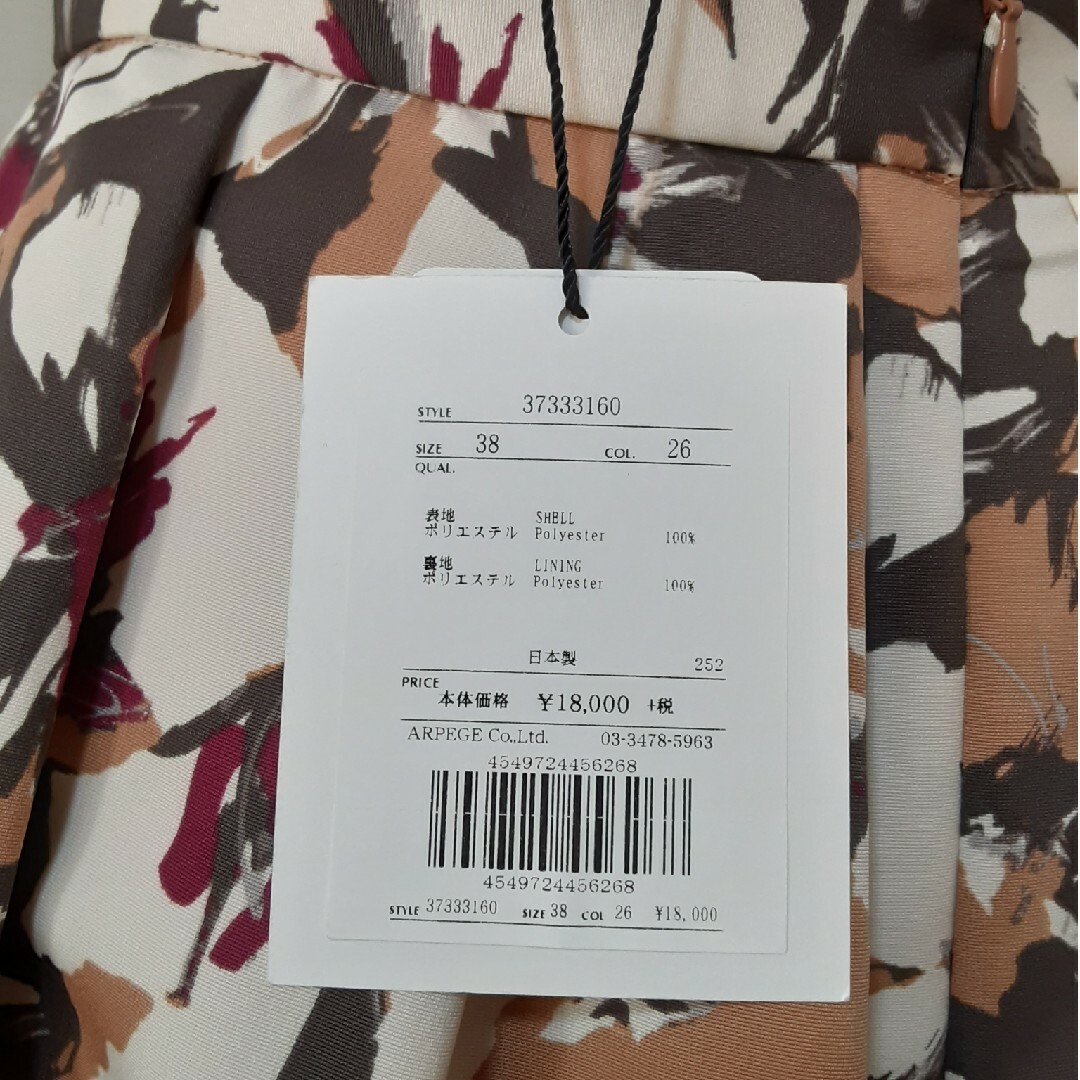 STYLE 37333160
SIZE 38 COL. 26
QUAL.
表地 SHELL
ポリエステル Polyester 100%
裏地 LINING
ポリエステル Polyester 100%
日本製 252
PRICE
本体価格 ¥18,000 +税
ARPEGE Co.,Ltd. 03-3478-5963
4549724456268
4549724456268
STYLE 37333160 SIZE 38 COL 26 ¥18,000